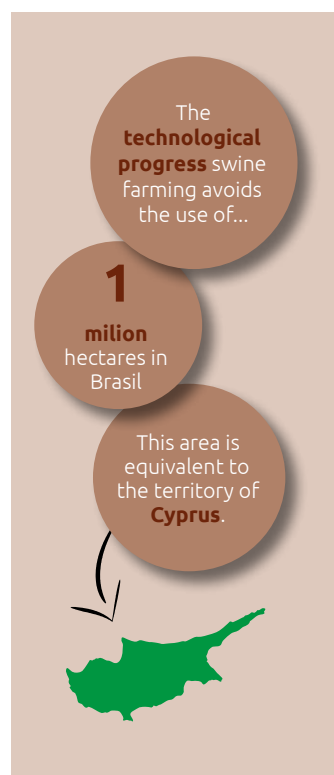 The
technological
progress swine
farming avoids
the use of...
1
milion
hectares in
Brasil
This area is
equivalent to
the territory of
Cyprus.